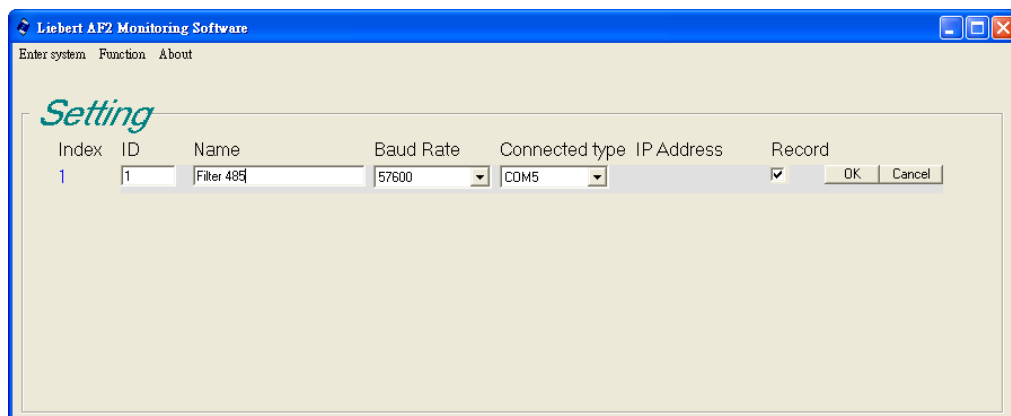 Liebert AF2 Monitoring Software
Enter system Function About
Setting
Index ID Name Baud Rate Connected type IP Address Record
1 1 Filter 485 57600 COM5 OK Cancel